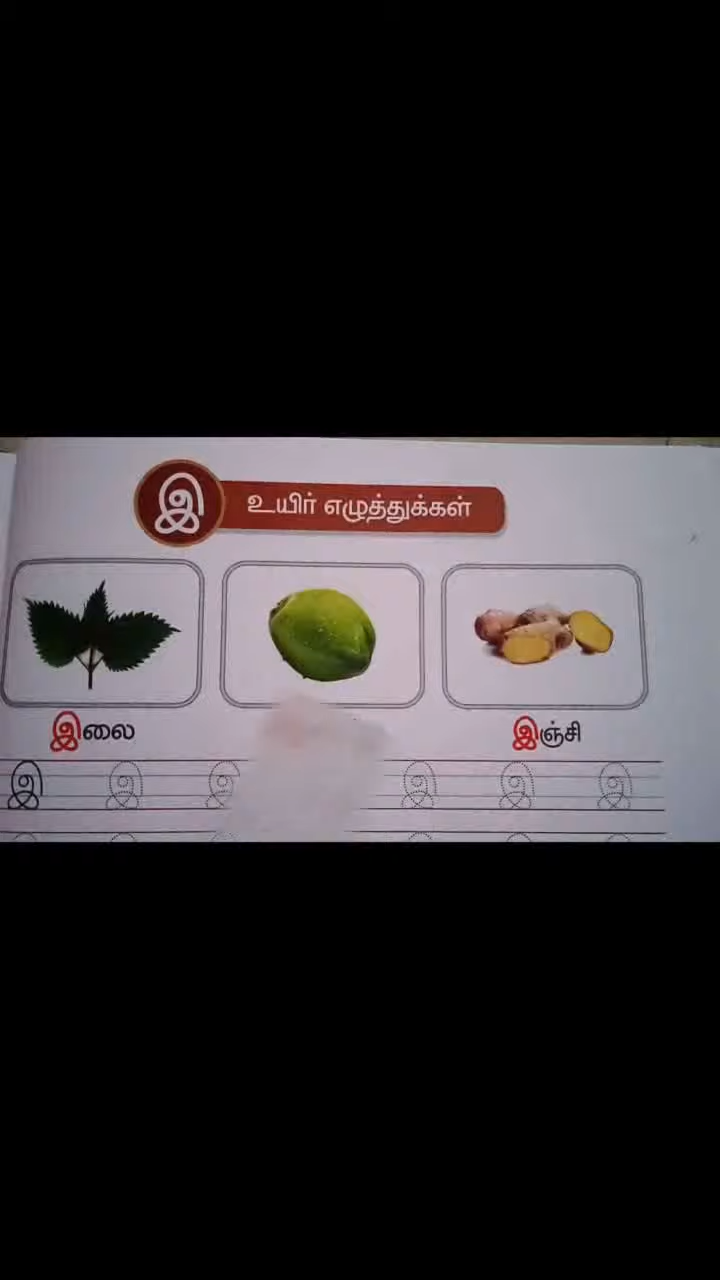 இ உயிர் எழுத்துக்கள்
இலை இஞ்சி
இ இ இ இ இ இ